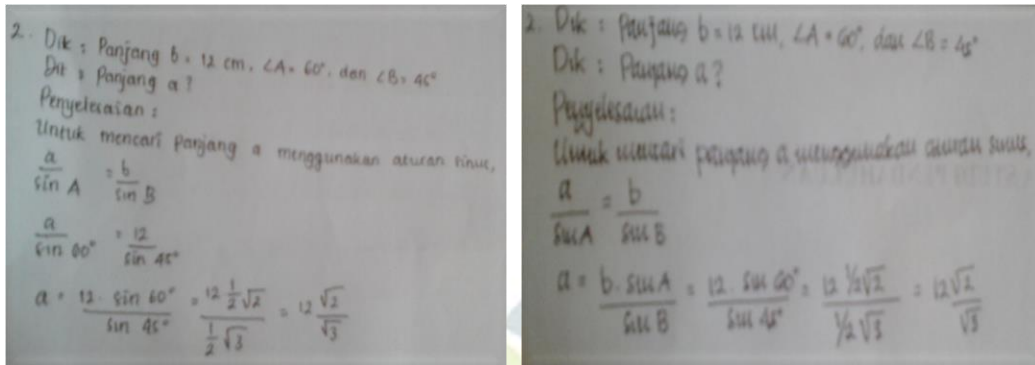 2. Dik : Panjang b = 12 cm, ∠A = 60°, dan ∠B = 45°
Dit : Panjang a?
Penyelesaian :
Untuk mencari panjang a menggunakan aturan sinus,
a/sin A = b/sin B
a/sin 60° = 12/sin 45°
a = 12 . sin 60°/sin 45° = 12 1/2√2 / 1/2√3 = 12 √2/√3
2. Dik : Panjang b = 12 cm, ∠A = 60°, dan ∠B = 45°
Dik : Panjang a?
Penyelesaian :
Untuk mencari panjang a menggunakan aturan sinus,
a/sin A = b/sin B
a = b . sin A/sin B = 12 . sin 60°/sin 45° = 12 1/2√2 / 1/2√3 = 12√2/√3